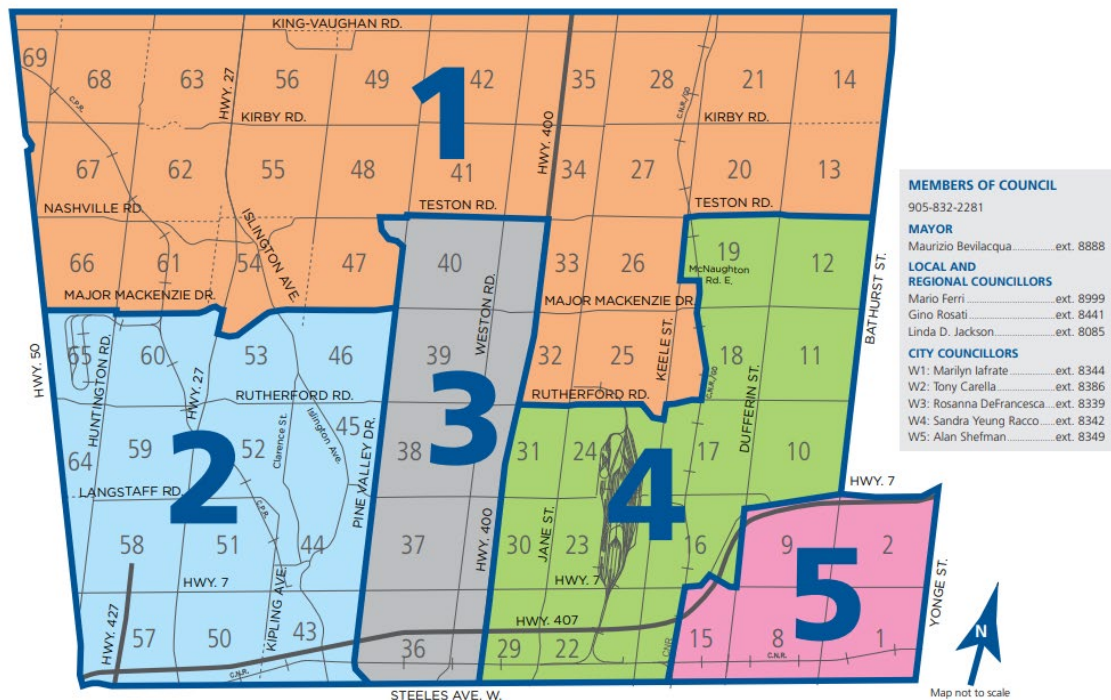 KING-VAUGHAN RD.
69
68
63
HWY. 27
56
49
42
35
28
21
14
1
C.P.R.
C.N.R./GO
KIRBY RD.
HWY. 400
KIRBY RD.
67
62
55
48
41
34
27
20
13
NASHVILLE RD.
ISLINGTON AVE.
TESTON RD.
TESTON RD.
66
61
54
47
40
33
26
19
McNaughton
Rd. E.
12
BATHURST ST.
MAJOR MACKENZIE DR.
WESTON RD.
MAJOR MACKENZIE DR.
HWY. 50
65
HUNTINGTON RD.
60
HWY. 27
53
46
39
3
32
25
KEELE ST.
18
C.N.R./GO
11
RUTHERFORD RD.
RUTHERFORD RD.
DUFFERIN ST.
64
59
2
52
Clarence St.
Islington Ave.
45
PINE VALLEY DR.
38
31
24
4
17
10
LANGSTAFF RD.
C.P.R.
HWY. 7
58
51
44
37
HWY. 400
30
JANE ST.
23
16
9
5
2
HWY. 7
HWY. 7
YONGE ST.
HWY. 427
57
50
KIPLING AVE.
43
36
HWY. 407
29
22
CNR
15
8
1
C.N.R.
C.N.R.
STEELES AVE. W.
MEMBERS OF COUNCIL
905-832-2281
MAYOR
Maurizio Bevilacqua ext. 8888
LOCAL AND
REGIONAL COUNCILLORS
Mario Ferri ext. 8999
Gino Rosati ext. 8441
Linda D. Jackson ext. 8085
CITY COUNCILLORS
W1: Marilyn Iafrate ext. 8344
W2: Tony Carella ext. 8386
W3: Rosanna DeFrancesca ext. 8339
W4: Sandra Yeung Racco ext. 8342
W5: Alan Shefman ext. 8349
N
Map not to scale